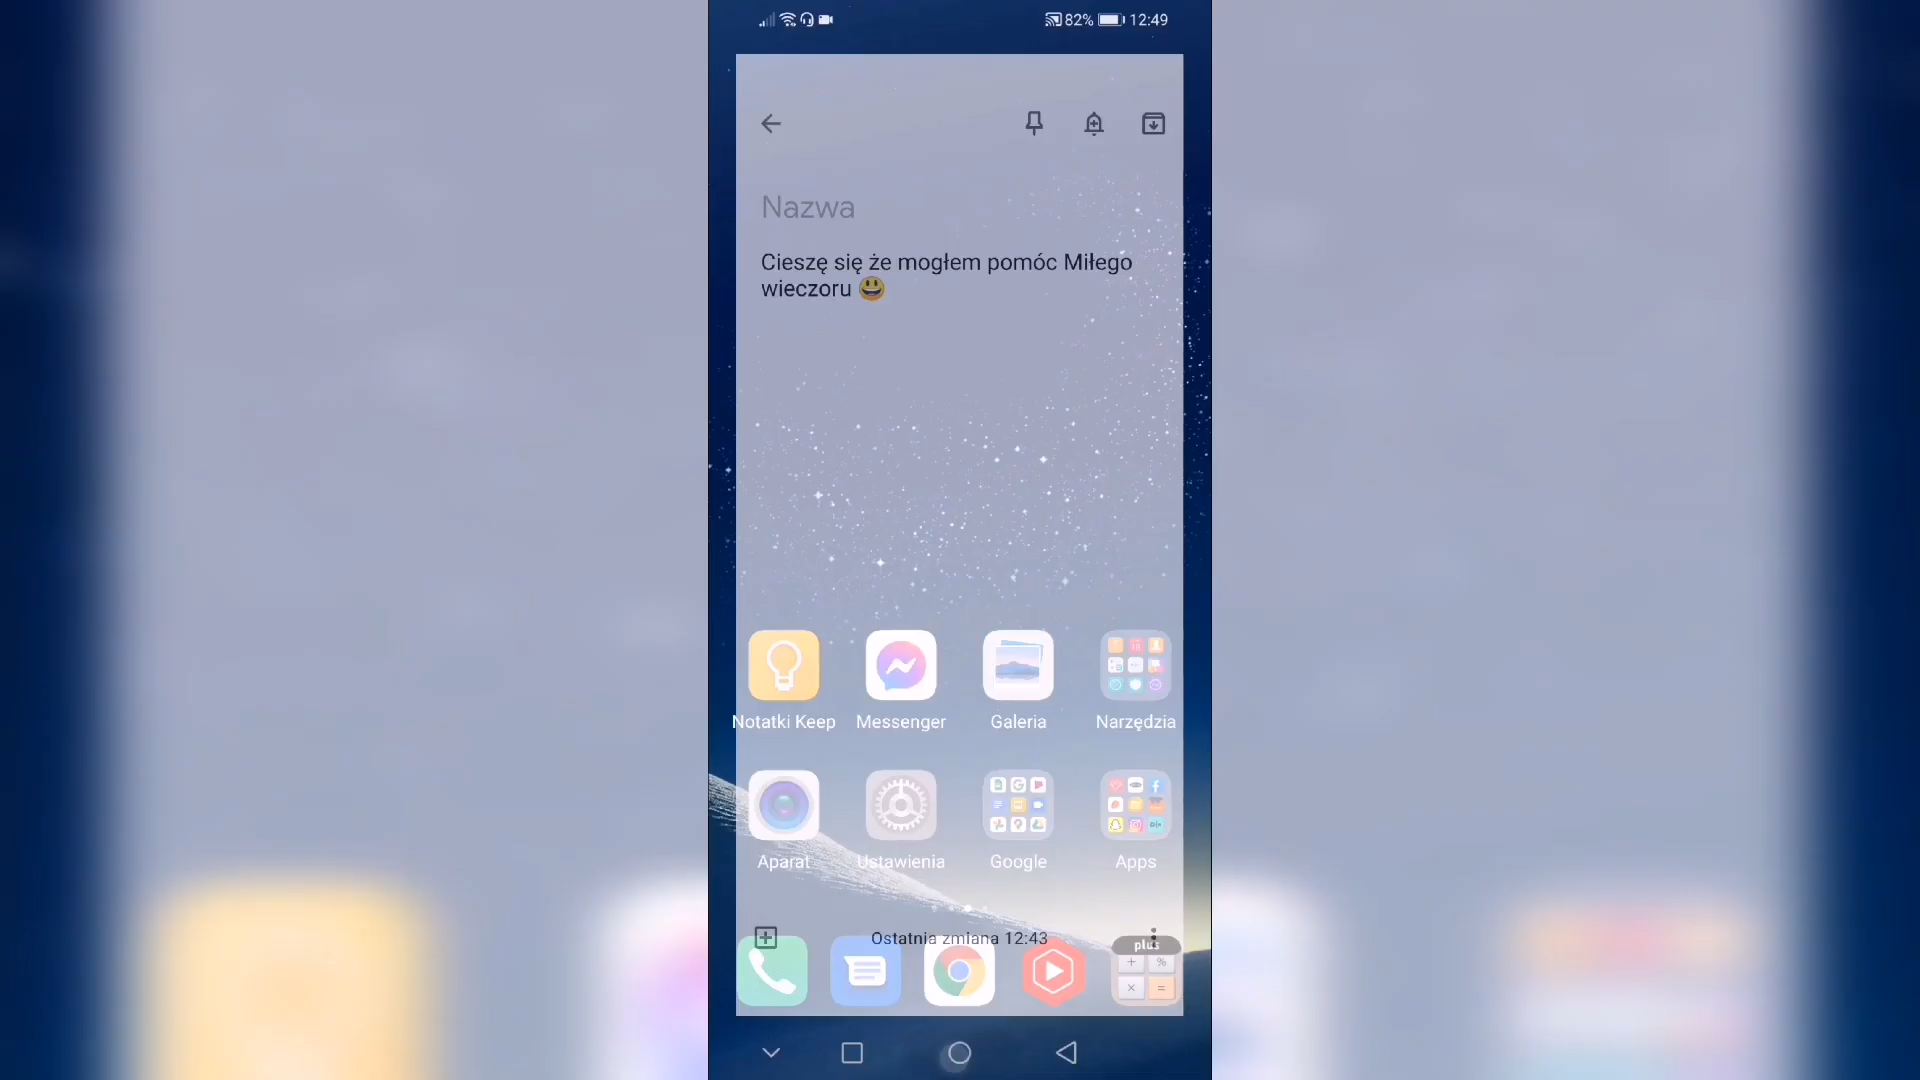 82% 12:49
Nazwa
Cieszę się że mogłem pomóc Miłego
wieczoru 😃
Notatki Keep Messenger Galeria Narzędzia
Aparat Ustawienia Google Apps
Ostatnia zmiana 12:43
plus